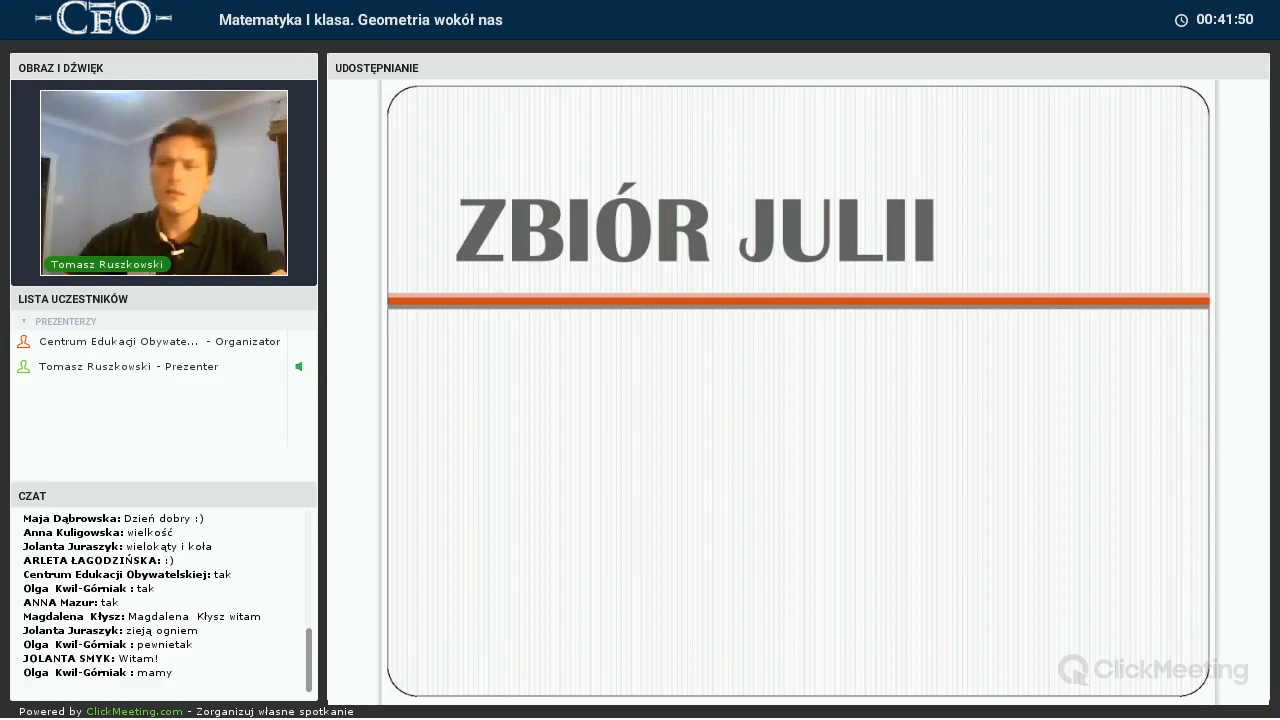 CEO
Matematyka I klasa. Geometria wokół nas
00:41:50
OBRAZ I DŹWIĘK
Tomasz Ruszkowski
LISTA UCZESTNIKÓW
PREZENTERZY
Centrum Edukacji Obywate... - Organizator
Tomasz Ruszkowski - Prezenter
CZAT
Maja Dąbrowska: Dzień dobry :)
Anna Kuligowska: wielkość
Jolanta Juraszyk: wielokąty i koła
ARLETA ŁAGODZIŃSKA: :)
Centrum Edukacji Obywatelskiej: tak
Olga Kwil-Górniak : tak
ANNA Mazur: tak
Magdalena Kłysz: Magdalena Kłysz witam
Jolanta Juraszyk: zieją ogniem
Olga Kwil-Górniak : pewnietak
JOLANTA SMYK: Witam!
Olga Kwil-Górniak : mamy
Powered by ClickMeeting.com - Zorganizuj własne spotkanie
UDOSTĘPNIANIE
ZBIÓR JULII
ClickMeeting